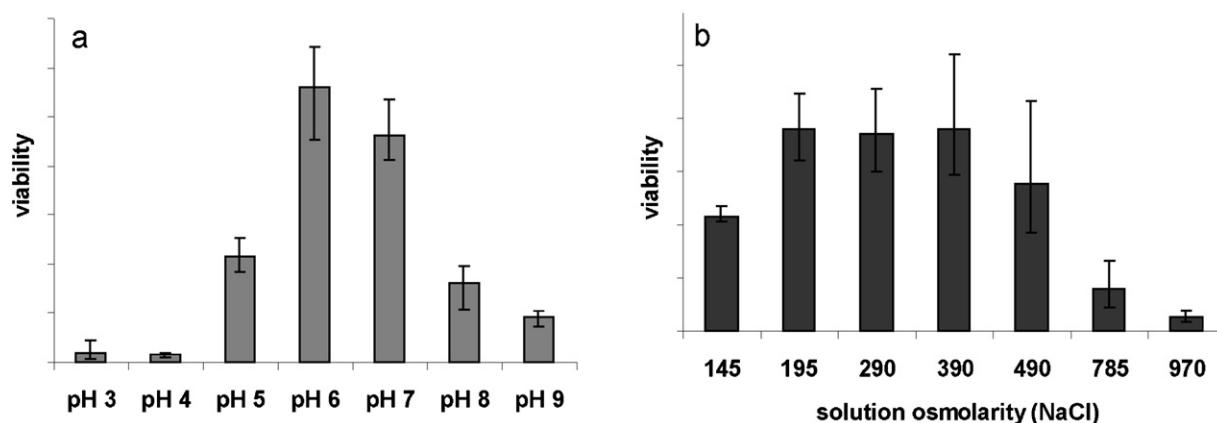 a
viability
pH 3 pH 4 pH 5 pH 6 pH 7 pH 8 pH 9
b
viability
145 195 290 390 490 785 970
solution osmolarity (NaCl)